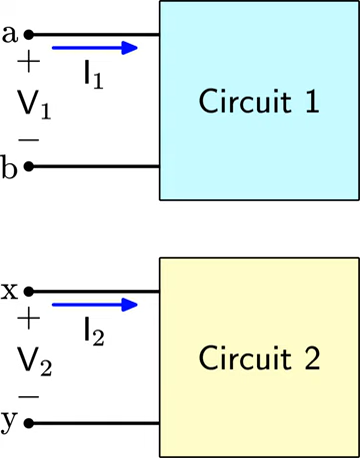 a
+
I₁
V₁
Circuit 1
−
b
x
+
I₂
V₂
Circuit 2
−
y